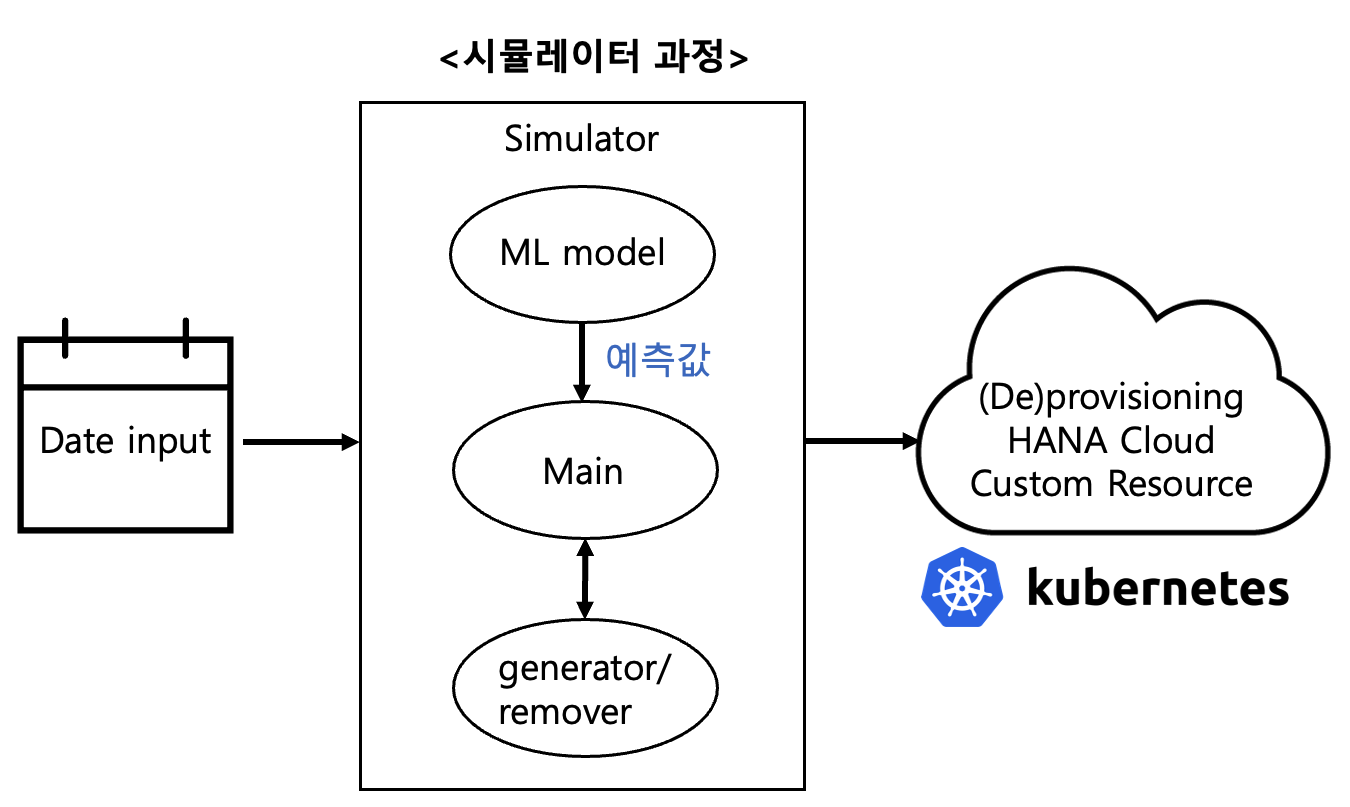 <시뮬레이터 과정>
Simulator
ML model
예측값
Date input
Main
generator/
remover
(De)provisioning
HANA Cloud
Custom Resource
kubernetes